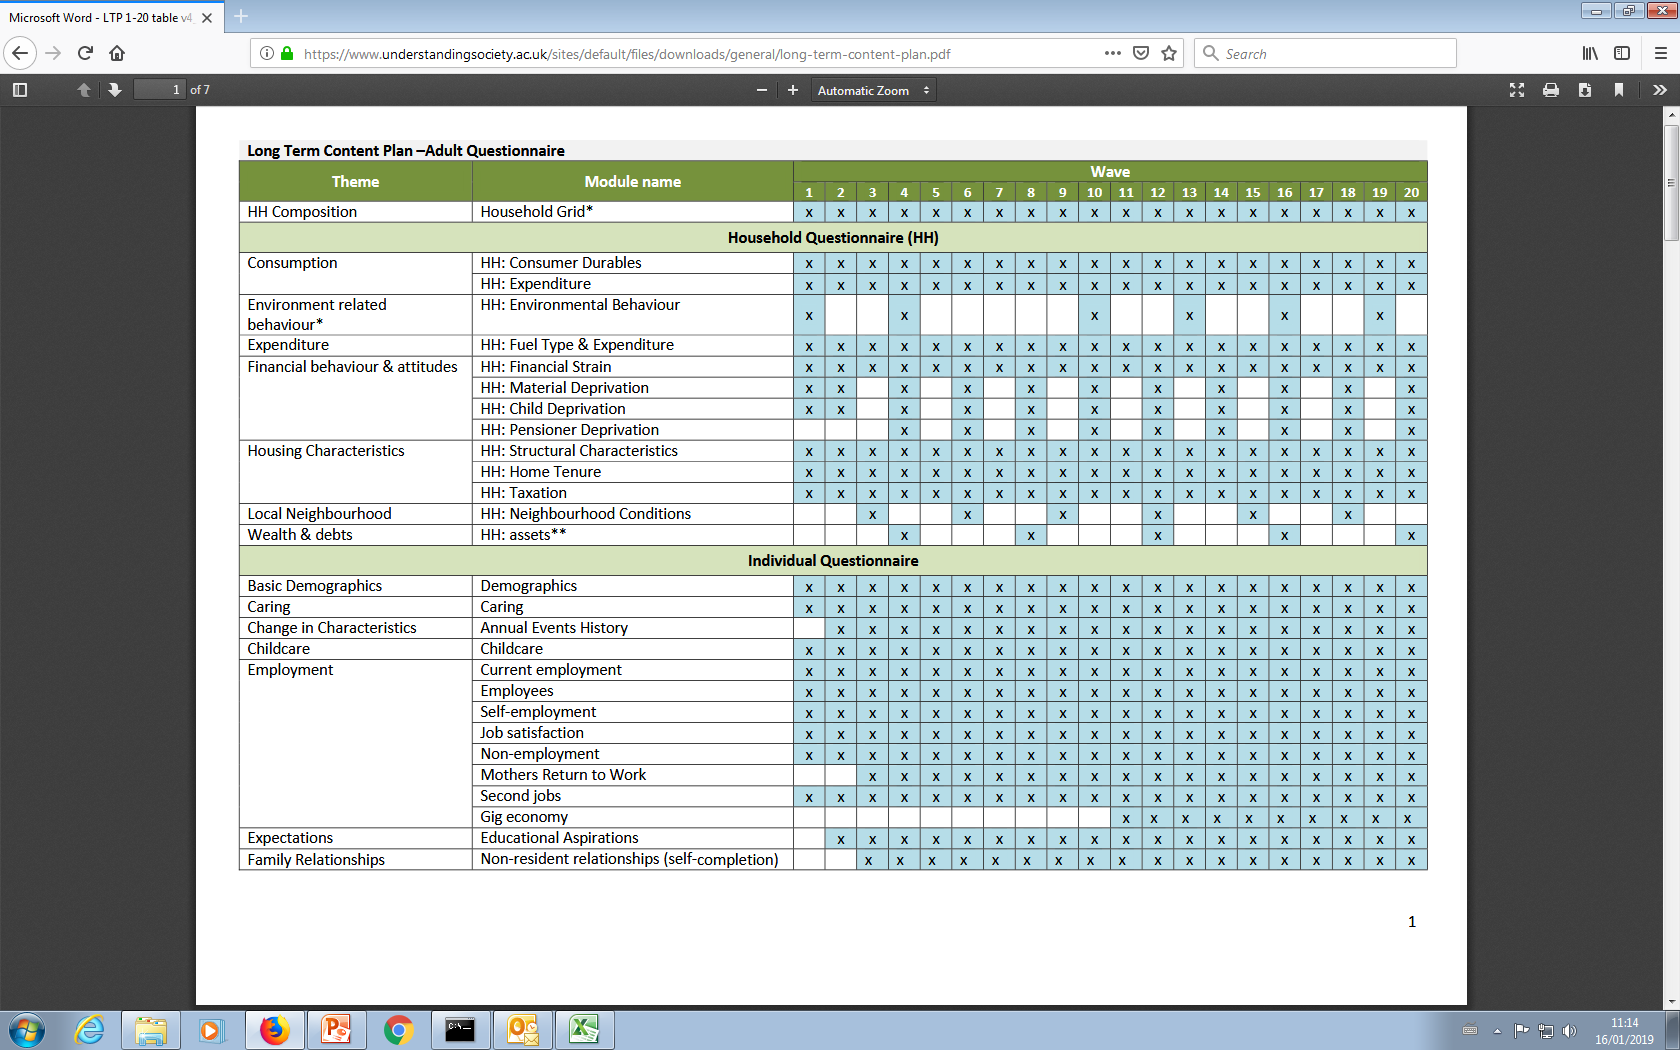 Microsoft Word - LTP 1-20 table v4
https://www.understandingsociety.ac.uk/sites/default/files/downloads/general/long-term-content-plan.pdf
Search
1 of 7
Automatic Zoom
Long Term Content Plan –Adult Questionnaire
Theme Module name Wave
1 2 3 4 5 6 7 8 9 10 11 12 13 14 15 16 17 18 19 20
HH Composition Household Grid* x x x x x x x x x x x x x x x x x x x x
Household Questionnaire (HH)
Consumption HH: Consumer Durables x x x x x x x x x x x x x x x x x x x x
HH: Expenditure x x x x x x x x x x x x x x x x x x x x
Environment related HH: Environmental Behaviour
behaviour* x x x x x x
Expenditure HH: Fuel Type & Expenditure x x x x x x x x x x x x x x x x x x x x
Financial behaviour & attitudes HH: Financial Strain x x x x x x x x x x x x x x x x x x x x
HH: Material Deprivation x x x x x x x x x x x
HH: Child Deprivation x x x x x x x x x x x
HH: Pensioner Deprivation x x x x x x x x x
Housing Characteristics HH: Structural Characteristics x x x x x x x x x x x x x x x x x x x x
HH: Home Tenure x x x x x x x x x x x x x x x x x x x x
HH: Taxation x x x x x x x x x x x x x x x x x x x x
Local Neighbourhood HH: Neighbourhood Conditions x x x x x x
Wealth & debts HH: assets** x x x x x
Individual Questionnaire
Basic Demographics Demographics x x x x x x x x x x x x x x x x x x x x
Caring Caring x x x x x x x x x x x x x x x x x x x x
Change in Characteristics Annual Events History x x x x x x x x x x x x x x x x x x x
Childcare Childcare x x x x x x x x x x x x x x x x x x x x
Employment Current employment x x x x x x x x x x x x x x x x x x x x
Employees x x x x x x x x x x x x x x x x x x x x
Self-employment x x x x x x x x x x x x x x x x x x x x
Job satisfaction x x x x x x x x x x x x x x x x x x x x
Non-employment x x x x x x x x x x x x x x x x x x x x
Mothers Return to Work x x x x x x x x x x x x x x x x x x
Second jobs x x x x x x x x x x x x x x x x x x x x
Gig economy x x x x x x x x x x
Expectations Educational Aspirations x x x x x x x x x x x x x x x x x x x
Family Relationships Non-resident relationships (self-completion) x x x x x x x x x x x x x x x x x x
1
11:14
16/01/2019